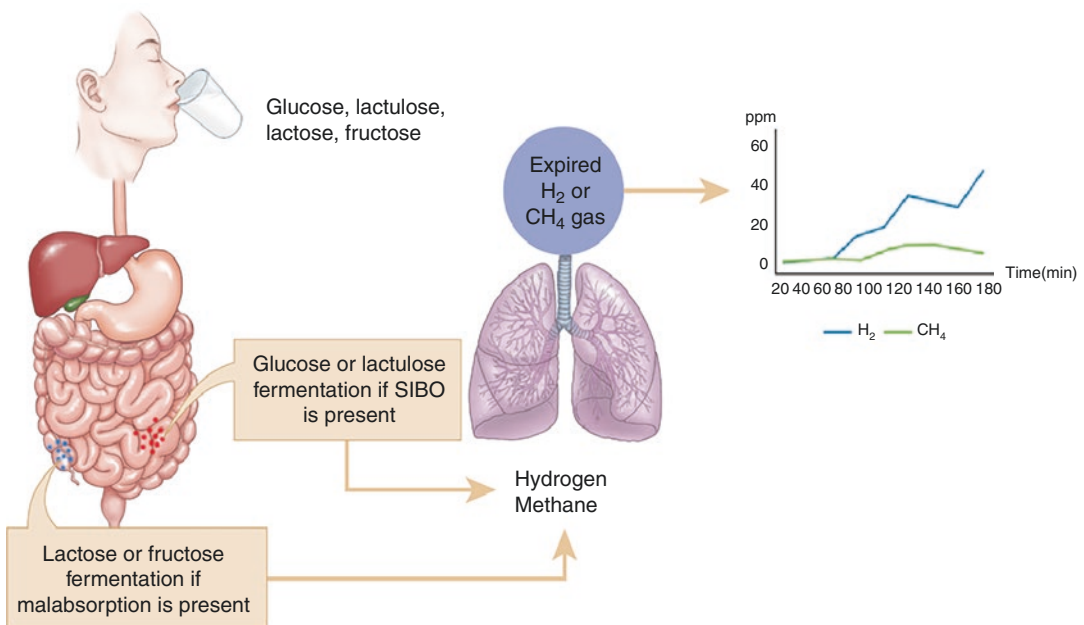 Glucose, lactulose,
lactose, fructose
Expired
H₂ or
CH₄ gas
ppm
60
40
20
0
Time(min)
20 40 60 80 100 120 140 160 180
H₂ CH₄
Glucose or lactulose
fermentation if SIBO
is present
Hydrogen
Methane
Lactose or fructose
fermentation if
malabsorption is present